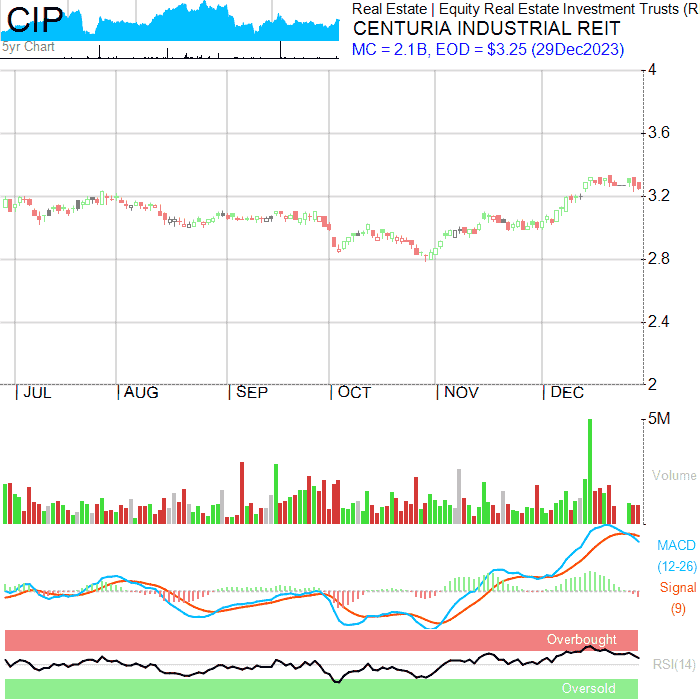 CIP
5yr Chart
Real Estate | Equity Real Estate Investment Trusts (R
CENTURIA INDUSTRIAL REIT
MC = 2.1B, EOD = $3.25 (29Dec2023)
4
3.6
3.2
2.8
2.4
2
JUL AUG SEP OCT NOV DEC
5M
Volume
MACD
(12-26)
Signal
(9)
Overbought
RSI(14)
Oversold